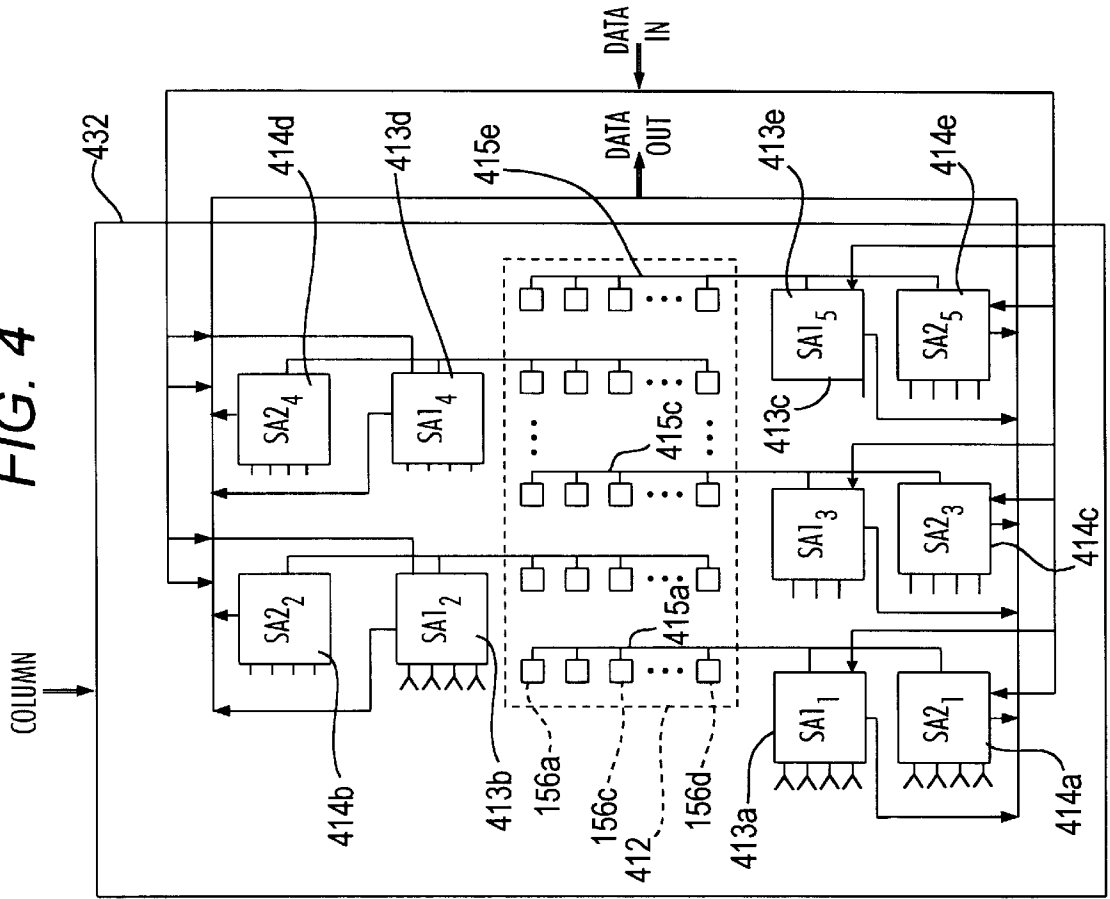 FIG. 4
COLUMN
432
414d
413d
415e
DATA OUT
DATA IN
413e
414e
SA2₄
SA1₄
SA1₅
SA2₅
413c
415c
SA2₂
SA1₂
SA1₃
SA2₃
414c
415a
414b
413b
156a
156c
412
156d
SA1₁
SA2₁
413a
414a